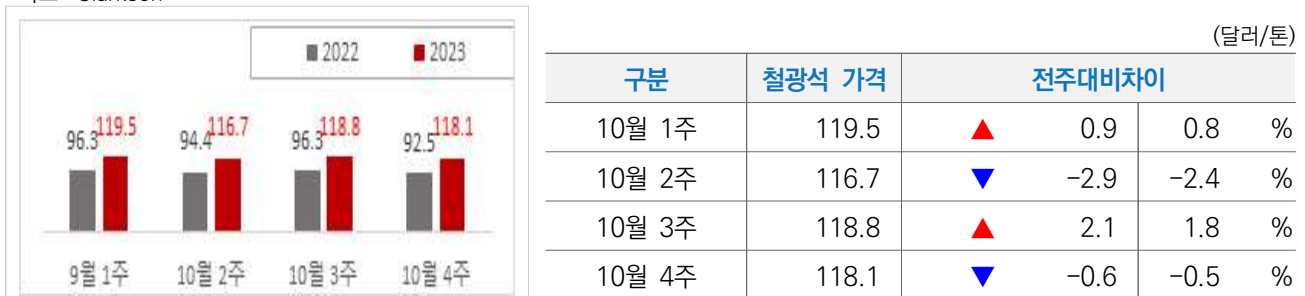 ■ 2022 ■ 2023
96.3 119.5 94.4 116.7 96.3 118.8 92.5 118.1
9월 1주 10월 2주 10월 3주 10월 4주
(달러/톤)
구분 철광석 가격 전주대비차이
10월 1주 119.5 ▲ 0.9 0.8 %
10월 2주 116.7 ▼ -2.9 -2.4 %
10월 3주 118.8 ▲ 2.1 1.8 %
10월 4주 118.1 ▼ -0.6 -0.5 %